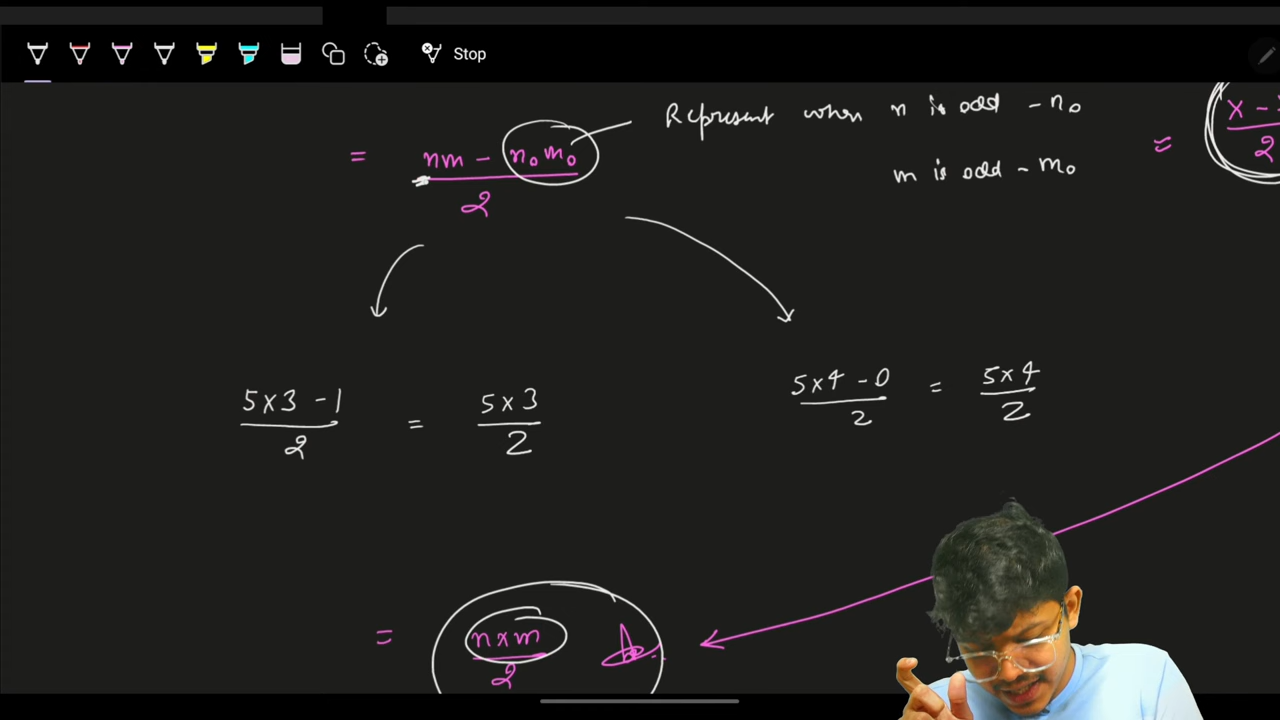 Stop
Represent when n is odd - n₀
= nm - n₀m₀ / 2
m is odd - m₀
≈ x - / 2
5x3 - 1 / 2 = 5x3 / 2
5x4 - 0 / 2 = 5x4 / 2
= nxm / 2